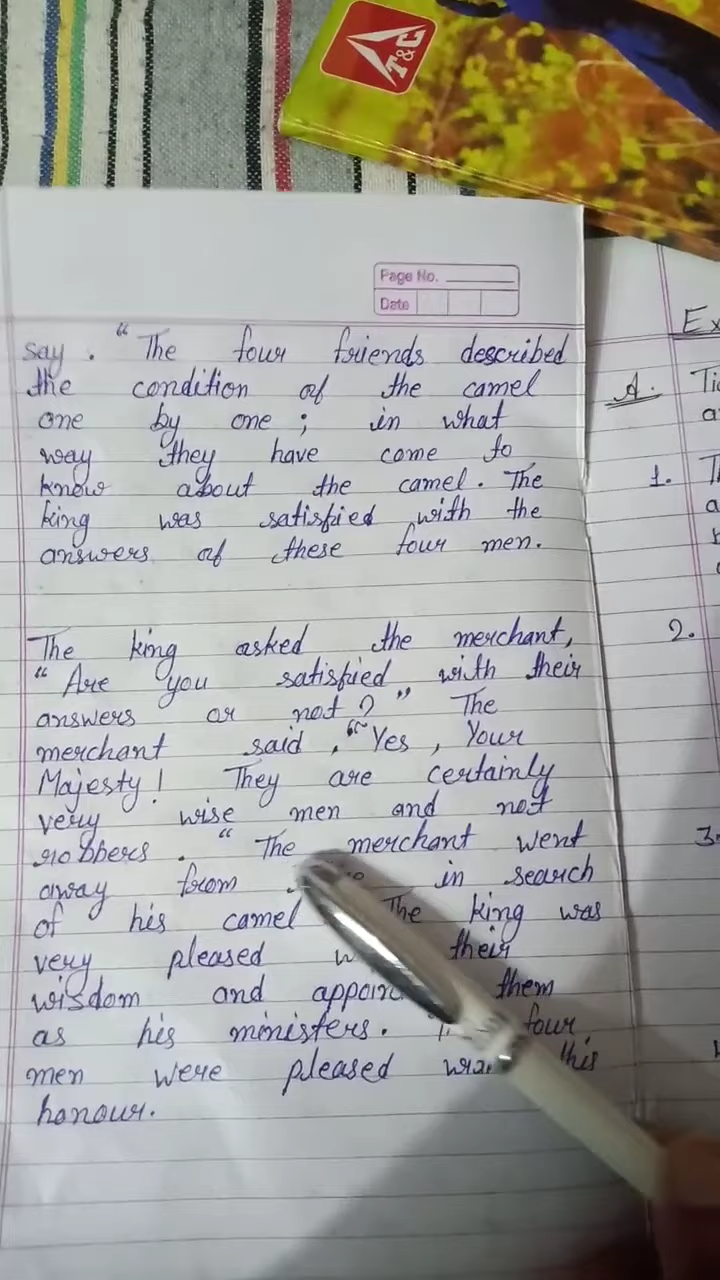 T&C
Page No.
Date
say . " The four friends described
the condition of the camel
one by one ; in what
way they have come to
know about the camel. The
king was satisfied with the
answers of these four men.
The king asked the merchant,
" Are you satisfied with their
answers or not ? " The
merchant said , " Yes , Your
Majesty ! They are certainly
very wise men and not
robbers . " The merchant went
away from in search
of his camel The king was
very pleased their
wisdom and them
as his ministers. four
men were pleased this
honour.
A.
1.
2.
3.